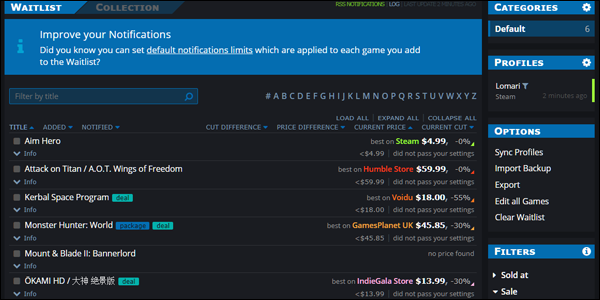 WAITLIST COLLECTION
RSS NOTIFICATIONS · LOG
Improve your Notifications
Did you know you can set default notifications limits which are applied to each game you add
to the Waitlist?
Filter by title
# A B C D E F G H I J K L M N O P Q R S T U V W X Y Z
LOAD ALL | EXPAND ALL | COLLAPSE ALL
TITLE ADDED NOTIFIED CUT DIFFERENCE PRICE DIFFERENCE CURRENT PRICE CURRENT CUT
Aim Hero best on Steam $4.99, -0%
Info <$4.99 | did not pass your settings
Attack on Titan / A.O.T. Wings of Freedom best on Humble Store $59.99, -0%
Info <$59.99 | did not pass your settings
Kerbal Space Program deal best on Voidu $18.00, -55%
Info <$18.00 | did not pass your settings
Monster Hunter: World package deal best on GamesPlanet UK $45.85, -30%
Info <$45.85 | did not pass your settings
Mount & Blade II: Bannerlord no price found
Info
ŌKAMI HD / 大神 絶景版 deal best on IndieGala Store $13.99, -30%
Info <$13.99 | did not pass your settings
CATEGORIES
Default 6
PROFILES
Lomari
Steam 2 minutes ago
OPTIONS
Sync Profiles
Import Backup
Export
Edit all Games
Clear Waitlist
FILTERS
Sold at
Sale